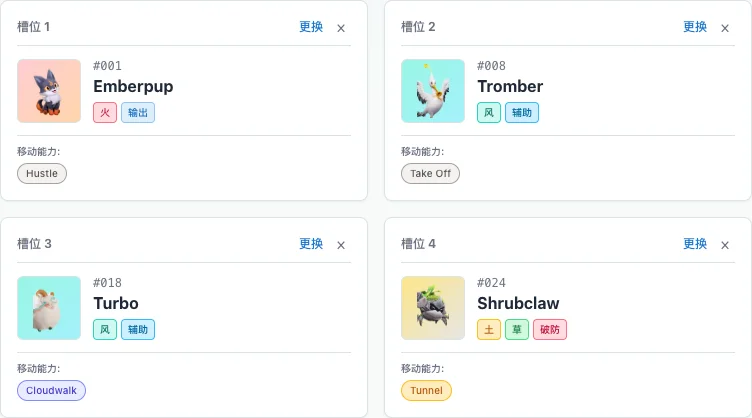 槽位 1 更换 ×
#001
Emberpup
火 输出
移动能力:
Hustle
槽位 2 更换 ×
#008
Tromber
风 辅助
移动能力:
Take Off
槽位 3 更换 ×
#018
Turbo
风 辅助
移动能力:
Cloudwalk
槽位 4 更换 ×
#024
Shrubclaw
土 草 破防
移动能力:
Tunnel